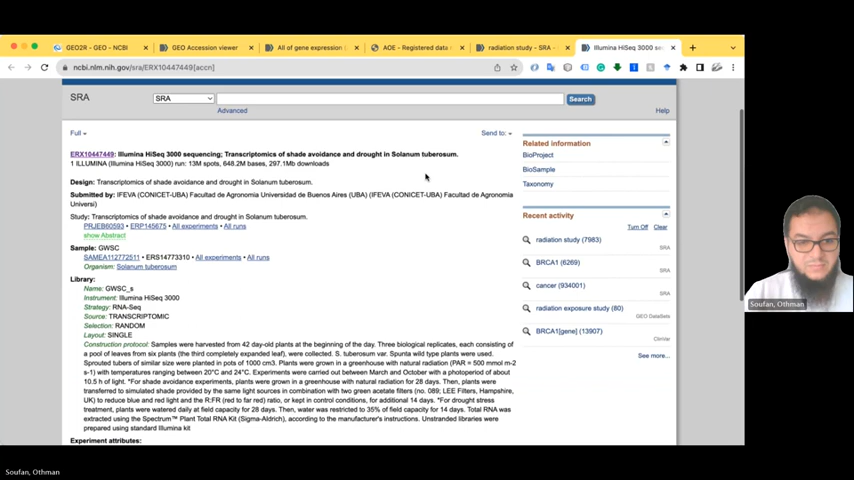 GEO2R - GEO - NCBI
GEO Accession viewer
All of gene expression
AOE - Registered data
radiation study - SRA -
Illumina HiSeq 3000 se
ncbi.nlm.nih.gov/sra/ERX10447449[accn]
SRA
SRA
Search
Advanced
Help
Full
Send to:
ERX10447449: Illumina HiSeq 3000 sequencing; Transcriptomics of shade avoidance and drought in Solanum tuberosum.
1 ILLUMINA (Illumina HiSeq 3000) run: 13M spots, 648.2M bases, 297.1Mb downloads
Design: Transcriptomics of shade avoidance and drought in Solanum tuberosum.
Submitted by: IFEVA (CONICET-UBA) Facultad de Agronomia Universidad de Buenos Aires (UBA) (IFEVA (CONICET-UBA) Facultad de Agronomia
Universi)
Study: Transcriptomics of shade avoidance and drought in Solanum tuberosum.
PRJEB60593 • ERP145675 • All experiments • All runs
show Abstract
Sample: GWSC
SAMEA112772511 • ERS14773310 • All experiments • All runs
Organism: Solanum tuberosum
Library:
Name: GWSC_s
Instrument: Illumina HiSeq 3000
Strategy: RNA-Seq
Source: TRANSCRIPTOMIC
Selection: RANDOM
Layout: SINGLE
Construction protocol: Samples were harvested from 42 day-old plants at the beginning of the day. Three biological replicates, each consisting of
a pool of leaves from six plants (the third completely expanded leaf), were collected. S. tuberosum var. Spunta wild type plants were used.
Sprouted tubers of similar size were planted in pots of 1000 cm3. Plants were grown in a greenhouse with natural radiation (PAR = 500 mmol m-2
s-1) with temperatures ranging between 20°C and 24°C. Experiments were carried out between March and October with a photoperiod of about
10.5 h of light. *For shade avoidance experiments, plants were grown in a greenhouse with natural radiation for 28 days. Then, plants were
transferred to simulated shade provided by the same light sources in combination with two green acetate filters (no. 089; LEE Filters, Hampshire,
UK) to reduce blue and red light and the R:FR (red to far red) ratio, or kept in control conditions, for additional 14 days. *For drought stress
treatment, plants were watered daily at field capacity for 28 days. Then, water was restricted to 35% of field capacity for 14 days. Total RNA was
extracted using the Spectrum™ Plant Total RNA Kit (Sigma-Aldrich), according to the manufacturer's instructions. Unstranded libraries were
prepared using standard Illumina kit
Experiment attributes:
Related information
BioProject
BioSample
Taxonomy
Recent activity
Turn Off Clear
radiation study (7983)
SRA
BRCA1 (6269)
SRA
cancer (934001)
SRA
radiation exposure study (80)
GEO DataSets
BRCA1[gene] (13907)
ClinVar
See more...
Soufan, Othman
Soufan, Othman